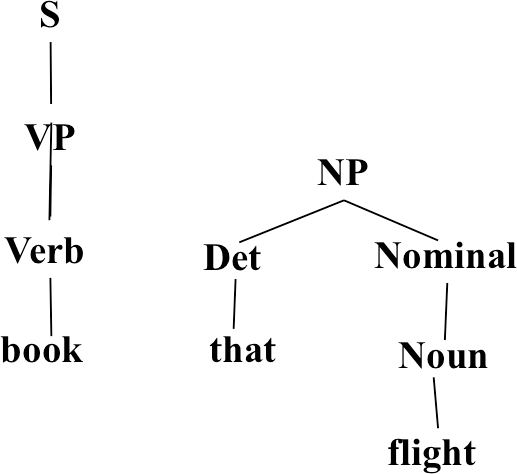 S
VP
NP
Verb
Det
Nominal
book
that
Noun
flight